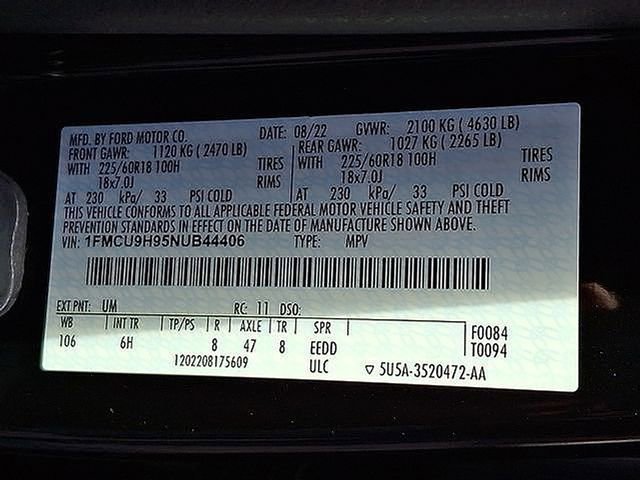 MFD. BY FORD MOTOR CO. DATE: 08/22 GVWR: 2100 KG ( 4630 LB)
FRONT GAWR: 1120 KG ( 2470 LB) REAR GAWR: 1027 KG ( 2265 LB)
WITH 225/60R18 100H TIRES WITH 225/60R18 100H TIRES
18x7.0J RIMS 18x7.0J RIMS
AT 230 kPa/ 33 PSI COLD AT 230 kPa/ 33 PSI COLD
THIS VEHICLE CONFORMS TO ALL APPLICABLE FEDERAL MOTOR VEHICLE SAFETY AND THEFT
PREVENTION STANDARDS IN EFFECT ON THE DATE OF MANUFACTURE SHOWN ABOVE.
VIN: 1FMCU9H95NUB44406 TYPE: MPV
EXT PNT: UM RC: 11 DSO:
WB INT TR TP/PS R AXLE TR SPR F0084
106 6H 8 47 8 EEDD T0094
1202208175609 ULC ▽ 5U5A-3520472-AA